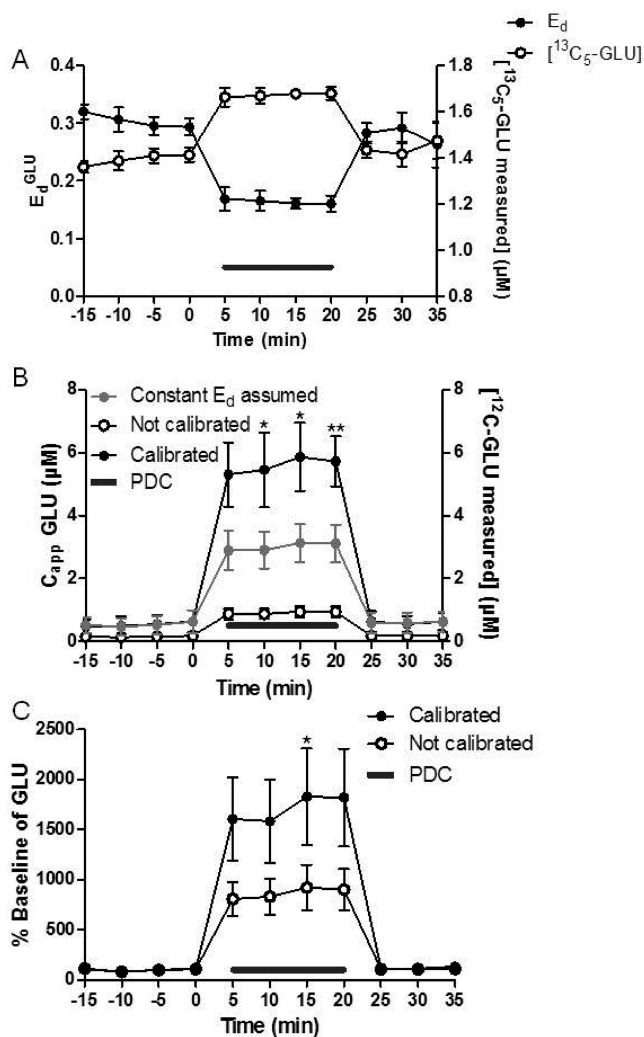 E_d
[¹³C₅-GLU]
A
0.4
0.3
0.2
0.1
0.0
E_d^GLU
1.8
1.6
1.4
1.2
1.0
0.8
[¹³C₅-GLU measured] (µM)
-15 -10 -5 0 5 10 15 20 25 30 35
Time (min)
B
8
6
4
2
0
C_app GLU (µM)
Constant E_d assumed
Not calibrated
Calibrated
PDC
* * **
8
6
4
2
0
[¹²C-GLU measured] (µM)
-15 -10 -5 0 5 10 15 20 25 30 35
Time (min)
C
2500
2000
1500
1000
500
0
% Baseline of GLU
Calibrated
Not calibrated
PDC
*
-15 -10 -5 0 5 10 15 20 25 30 35
Time (min)